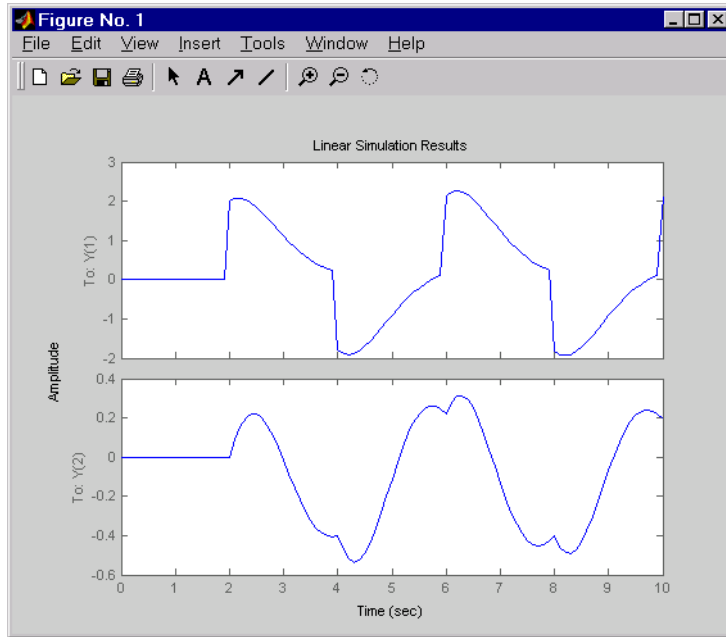 Figure No. 1
File Edit View Insert Tools Window Help
A
Linear Simulation Results
3
2
1
0
-1
-2
To: Y(1)
Amplitude
0.4
0.2
0
-0.2
-0.4
-0.6
To: Y(2)
0 1 2 3 4 5 6 7 8 9 10
Time (sec)